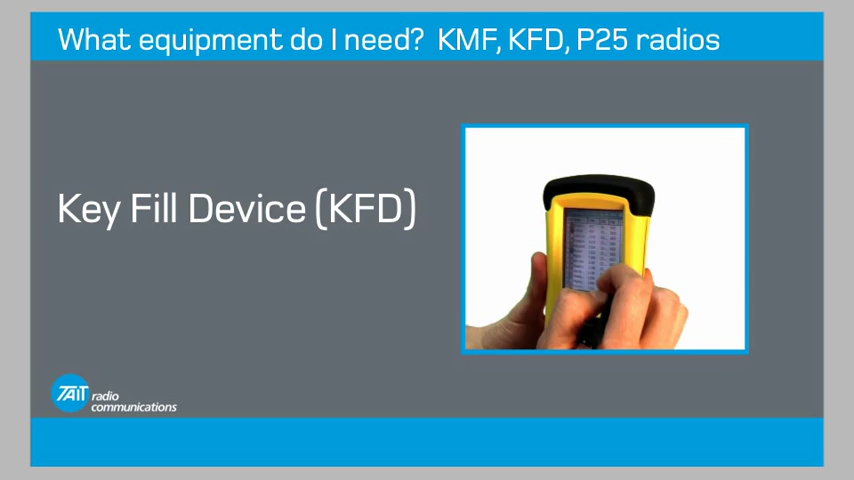 What equipment do I need? KMF, KFD, P25 radios
Key Fill Device (KFD)
TAIT radio
communications